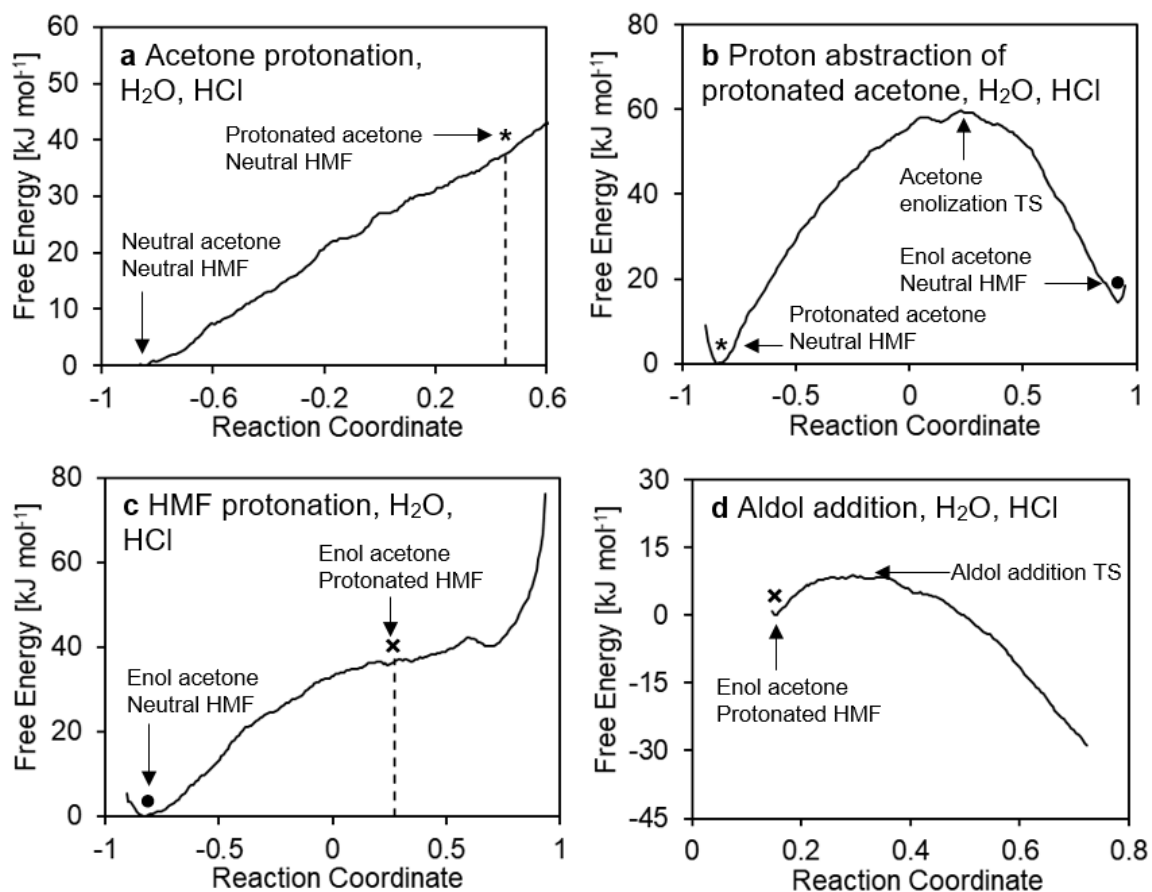 a Acetone protonation,
H₂O, HCl
Protonated acetone
Neutral HMF
*
Neutral acetone
Neutral HMF
Free Energy [kJ mol⁻¹]
60
50
40
30
20
10
0
-1
-0.6
-0.2
0.2
0.6
Reaction Coordinate
b Proton abstraction of
protonated acetone, H₂O, HCl
Acetone
enolization TS
Enol acetone
Neutral HMF
●
Protonated acetone
Neutral HMF
*
Free Energy [kJ mol⁻¹]
80
60
40
20
0
-1
-0.5
0
0.5
1
Reaction Coordinate
c HMF protonation, H₂O,
HCl
Enol acetone
Protonated HMF
×
Enol acetone
Neutral HMF
●
Free Energy [kJ mol⁻¹]
80
60
40
20
0
-1
-0.5
0
0.5
1
Reaction Coordinate
d Aldol addition, H₂O, HCl
Aldol addition TS
×
Enol acetone
Protonated HMF
Free Energy [kJ mol⁻¹]
30
15
0
-15
-30
-45
0
0.2
0.4
0.6
0.8
Reaction Coordinate